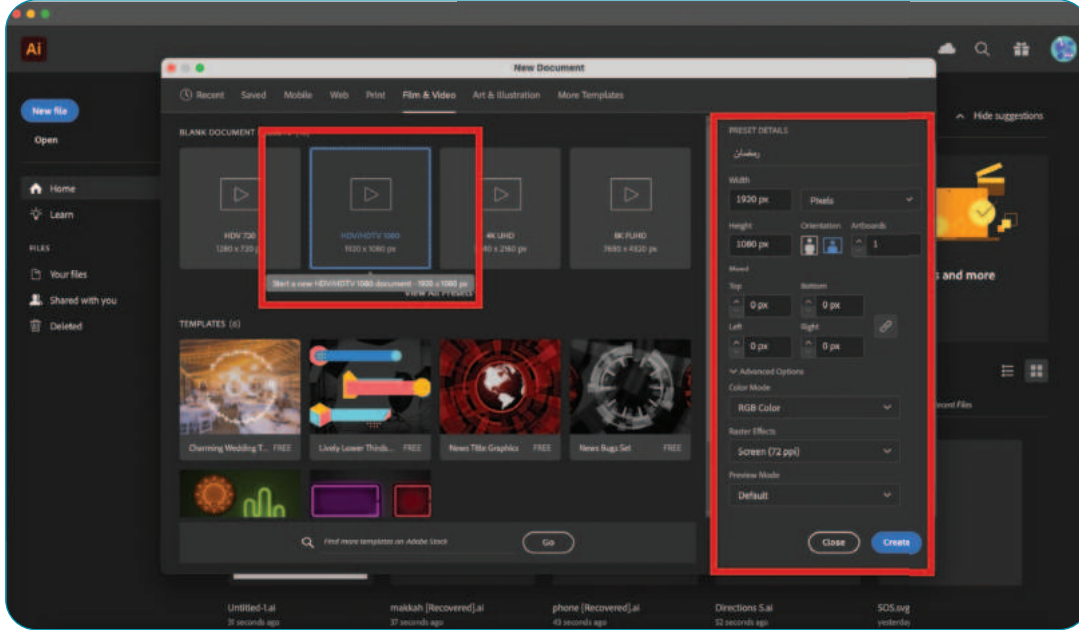 Ai
New Document
Recent Saved Mobile Web Print Film & Video Art & Illustration More Templates
New file
Open
Hide suggestions
BLANK DOCUMENT
PRESET DETAILS
رمضان
Width
1920 px Pixels
Height Orientation Artboards
1080 px 1
Bleed
Top Bottom
0 px 0 px
Left Right
0 px 0 px
Advanced Options
Color Mode
RGB Color
Raster Effects
Screen (72 ppi)
Preview Mode
Default
Close Create
Home
Learn
FILES
Your files
Shared with you
Deleted
HDV 720 HDV/HDTV 1080 4K UHD 8K FUHD
1280 x 720 1920 x 1080 px 40 x 2160 px 7680 x 4320 px
Start a new HDV/HDTV 1080 document - 1920 x 1080 px
View All Presets
s and more
TEMPLATES (6)
Charming Wedding T... FREE Lively Lower Thirds... FREE News Title Graphics FREE News Bugs Set FREE
ecent Files
Find more templates on Adobe Stock Go
Untitled-1.ai makkah [Recovered].ai phone [Recovered].ai Directions S.ai SOS.svg
31 seconds ago 37 seconds ago 43 seconds ago 52 seconds ago yesterday